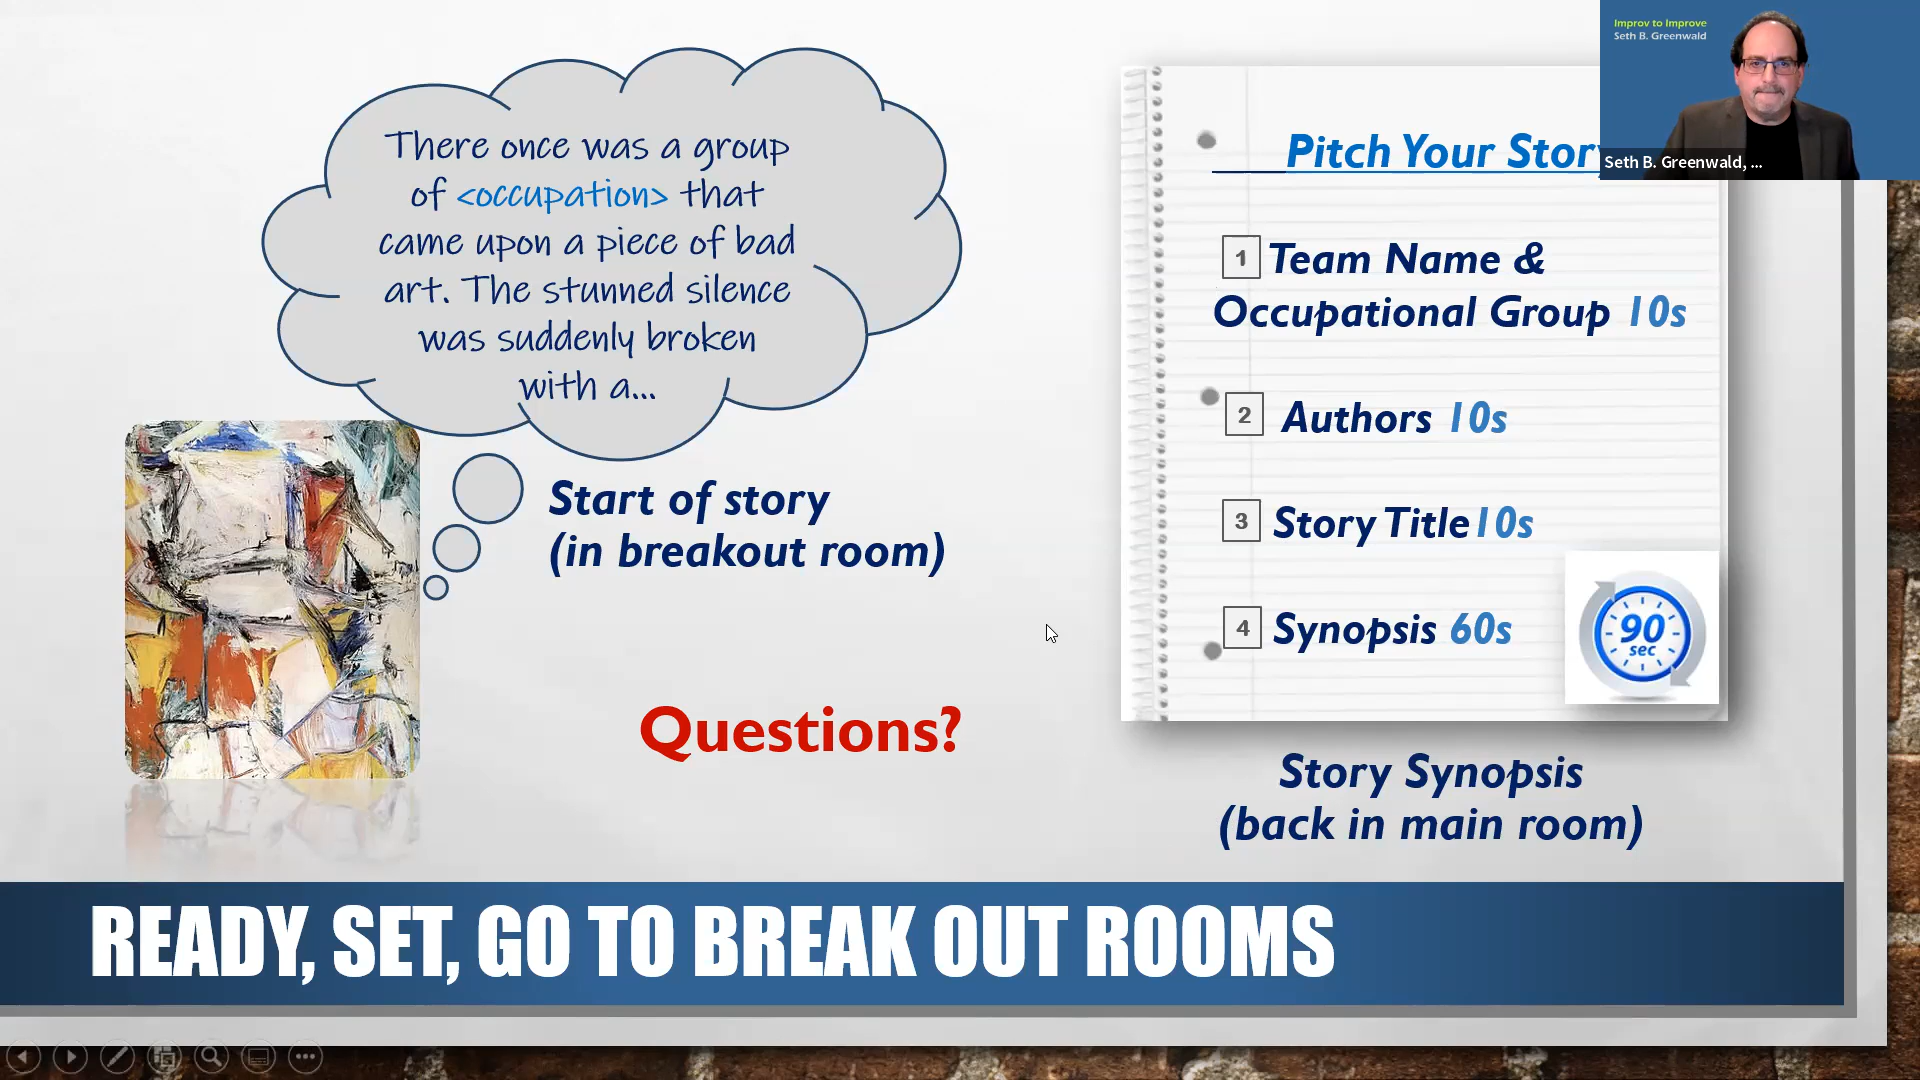 Improv to Improve
Seth B. Greenwald
Seth B. Greenwald, ...
There once was a group
of <occupation> that
came upon a piece of bad
art. The stunned silence
was suddenly broken
with a...
Start of story
(in breakout room)
Questions?
Pitch Your Story
1 Team Name &
Occupational Group 10s
2 Authors 10s
3 Story Title 10s
4 Synopsis 60s
90
sec
Story Synopsis
(back in main room)
READY, SET, GO TO BREAK OUT ROOMS